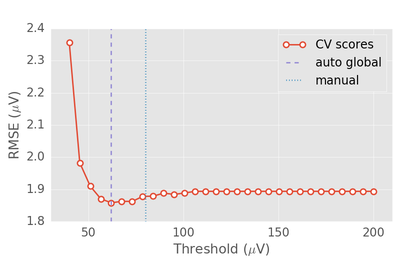 2.4
2.3
2.2
2.1
2.0
1.9
1.8
RMSE (μV)
CV scores
auto global
manual
50 100 150 200
Threshold (μV)